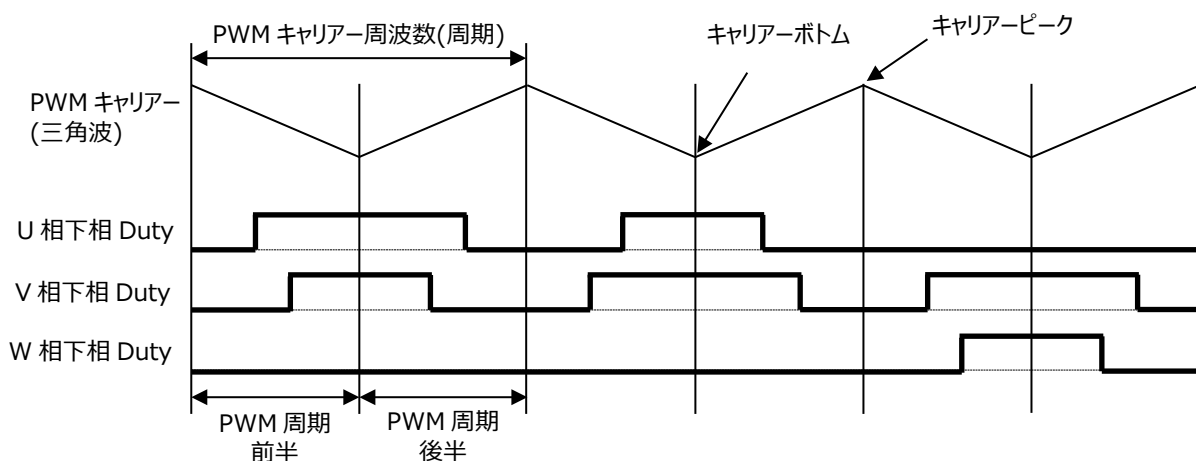 PWM キャリアー周波数(周期)
キャリアーボトム
キャリアーピーク
PWM キャリアー
(三角波)
U 相下相 Duty
V 相下相 Duty
W 相下相 Duty
PWM 周期
前半
PWM 周期
後半